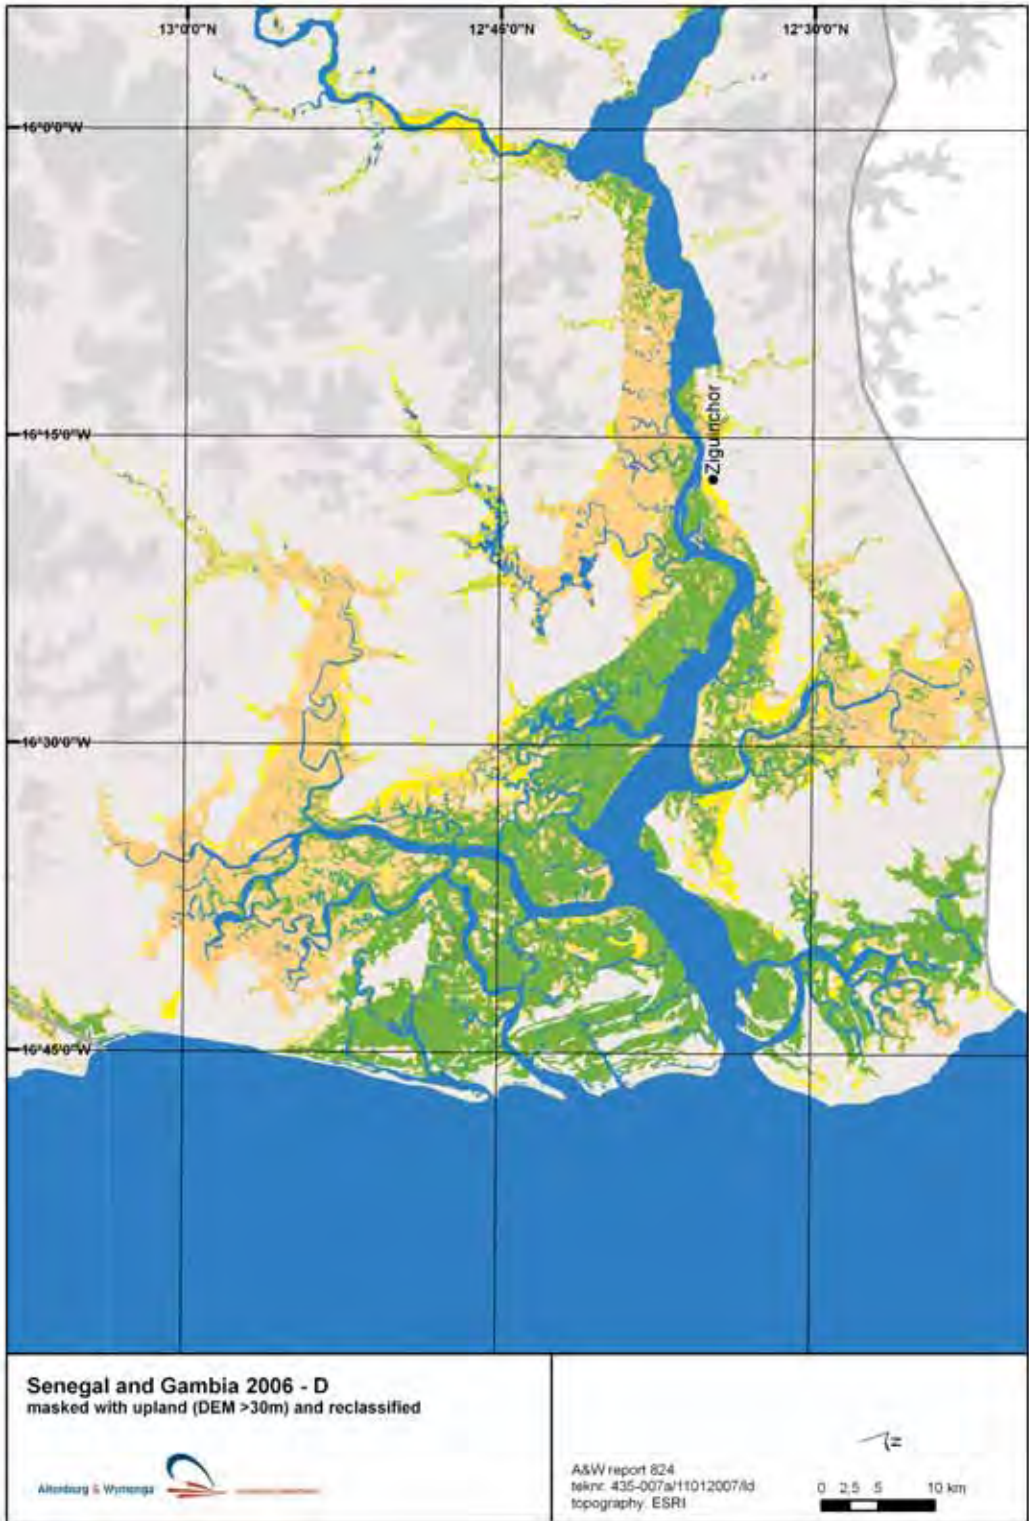 13°0'0"N
12°45'0"N
12°30'0"N
16°0'0"W
16°15'0"W
Ziguinchor
16°30'0"W
16°45'0"W
Senegal and Gambia 2006 - D
masked with upland (DEM >30m) and reclassified
Altenburg & Wymenga
N
A&W report 824
teknr. 435-007a/11012007/ld
topography: ESRI
0 2,5 5 10 km